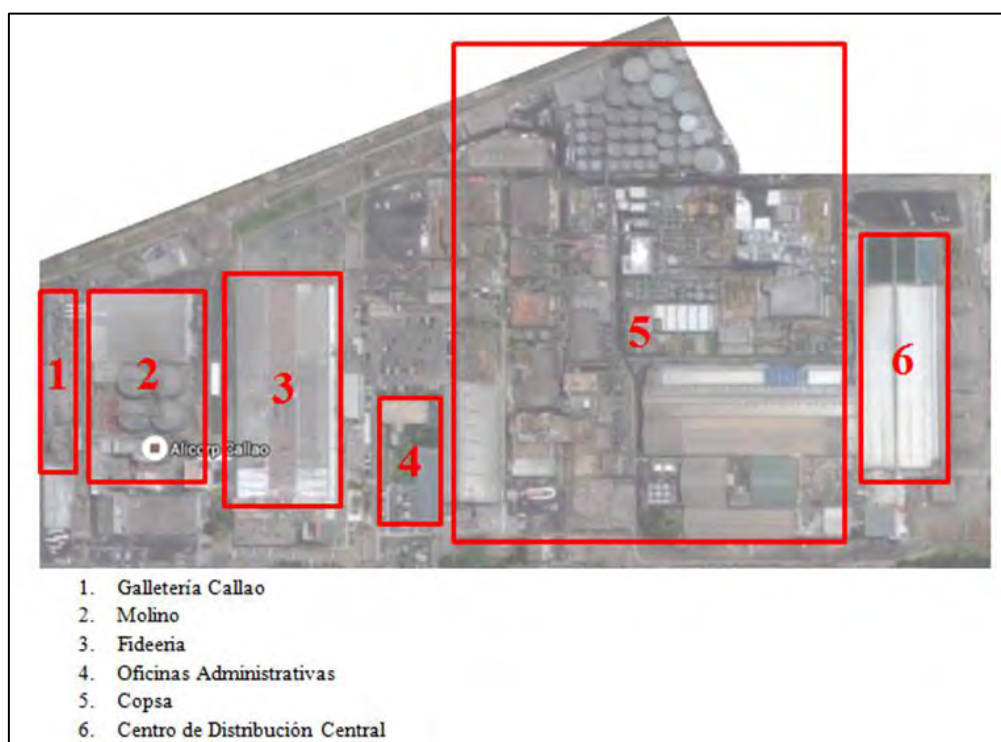 1
2
3
4
5
6
Alicorp Callao
1. Galletería Callao
2. Molino
3. Fideeria
4. Oficinas Administrativas
5. Copsa
6. Centro de Distribución Central